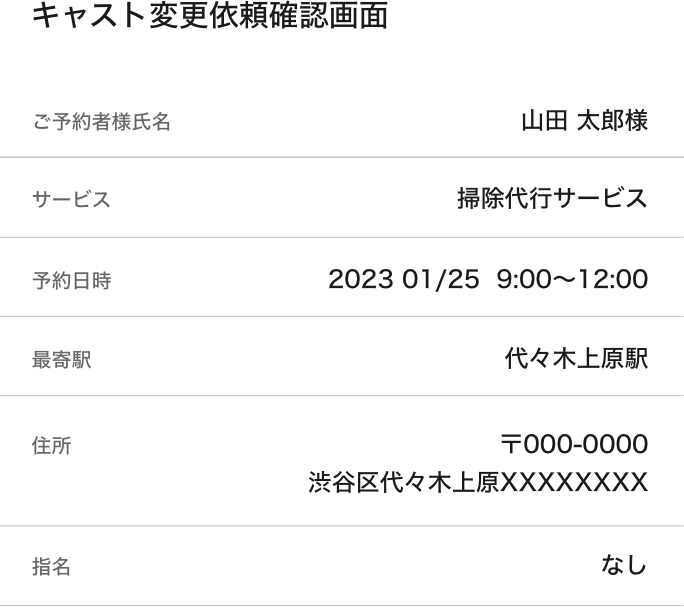 キャスト変更依頼確認画面
ご予約者様氏名 山田 太郎様
サービス 掃除代行サービス
予約日時 2023 01/25 9:00〜12:00
最寄駅 代々木上原駅
住所 〒000-0000
渋谷区代々木上原XXXXXXXX
指名 なし